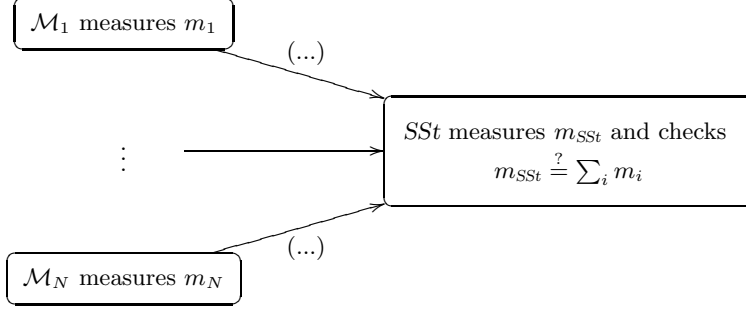 ℳ₁ measures m₁
(...)
⋮
SSt measures m_SSt and checks
m_SSt ≟ ∑ᵢ mᵢ
(...)
ℳ_N measures m_N